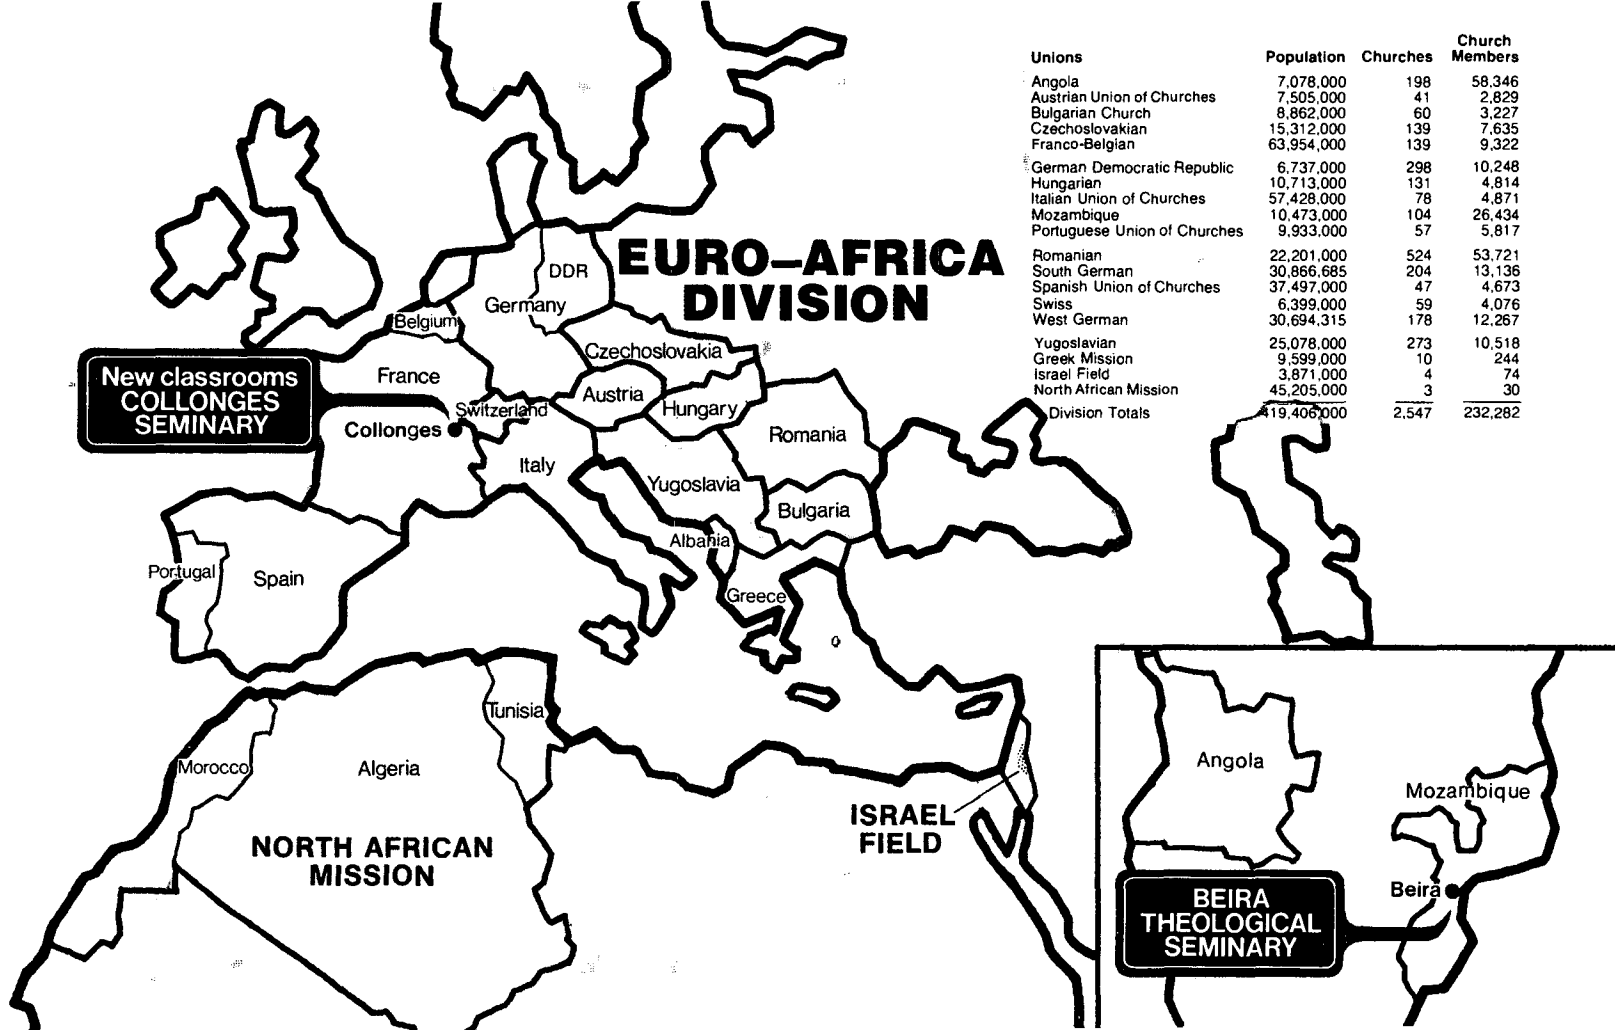 Church
Unions Population Churches Members
Angola 7,078,000 198 58,346
Austrian Union of Churches 7,505,000 41 2,829
Bulgarian Church 8,862,000 60 3,227
Czechoslovakian 15,312,000 139 7,635
Franco-Belgian 63,954,000 139 9,322
German Democratic Republic 6,737,000 298 10,248
Hungarian 10,713,000 131 4,814
Italian Union of Churches 57,428,000 78 4,871
Mozambique 10,473,000 104 26,434
Portuguese Union of Churches 9,933,000 57 5,817
Romanian 22,201,000 524 53,721
South German 30,866,685 204 13,136
Spanish Union of Churches 37,497,000 47 4,673
Swiss 6,399,000 59 4,076
West German 30,694,315 178 12,267
Yugoslavian 25,078,000 273 10,518
Greek Mission 9,599,000 10 244
Israel Field 3,871,000 4 74
North African Mission 45,205,000 3 30
Division Totals 419,406,000 2,547 232,282
EURO–AFRICA
DIVISION
DDR
Germany
Belgium
Czechoslovakia
France
Austria
Switzerland
Hungary
New classrooms
COLLONGES
SEMINARY
Collonges
Romania
Italy
Yugoslavia
Bulgaria
Albania
Portugal
Spain
Greece
Tunisia
Morocco
Algeria
NORTH AFRICAN
MISSION
ISRAEL
FIELD
Angola
Mozambique
Beira
BEIRA
THEOLOGICAL
SEMINARY